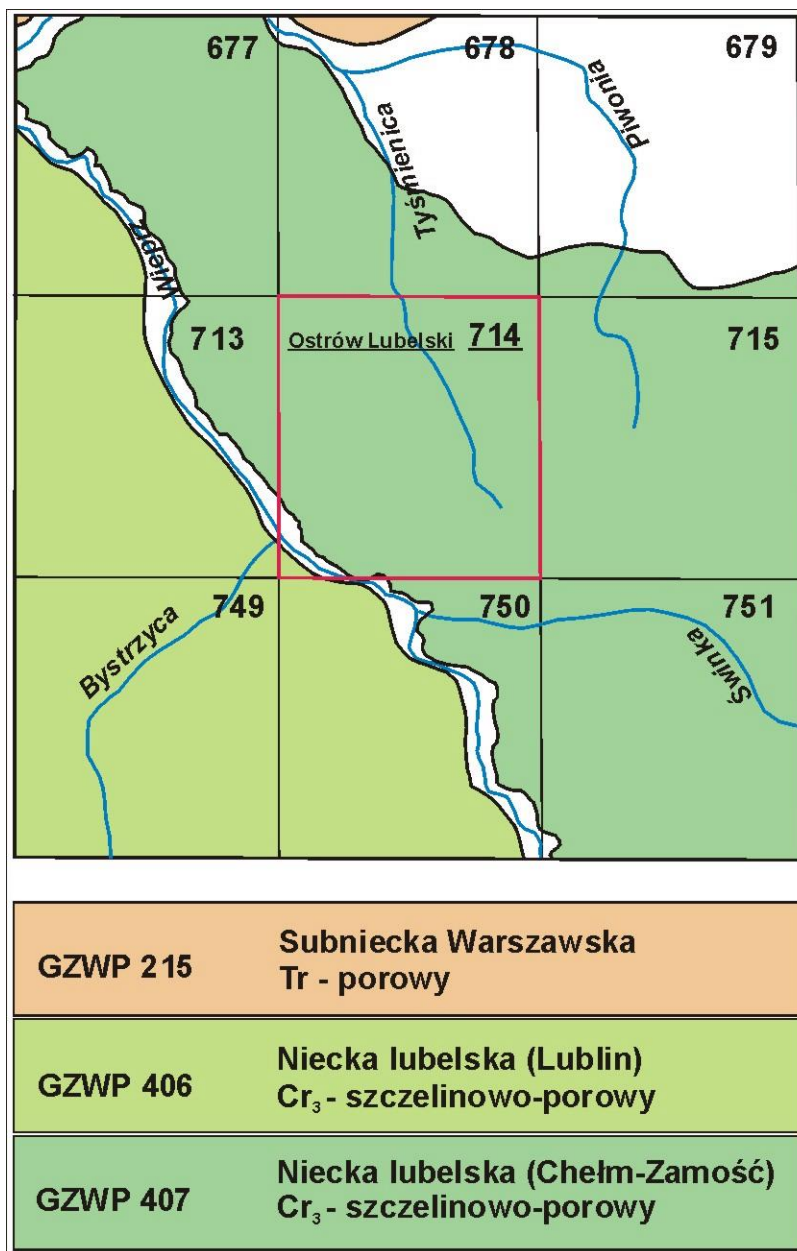 677
678
679
Piwonia
Tyśmienica
Wieprz
713
Ostrów Lubelski 714
715
749
750
751
Bystrzyca
Świnka
GZWP 215
Subniecka Warszawska
Tr - porowy
GZWP 406
Niecka lubelska (Lublin)
Cr₃ - szczelinowo-porowy
GZWP 407
Niecka lubelska (Chełm-Zamość)
Cr₃ - szczelinowo-porowy